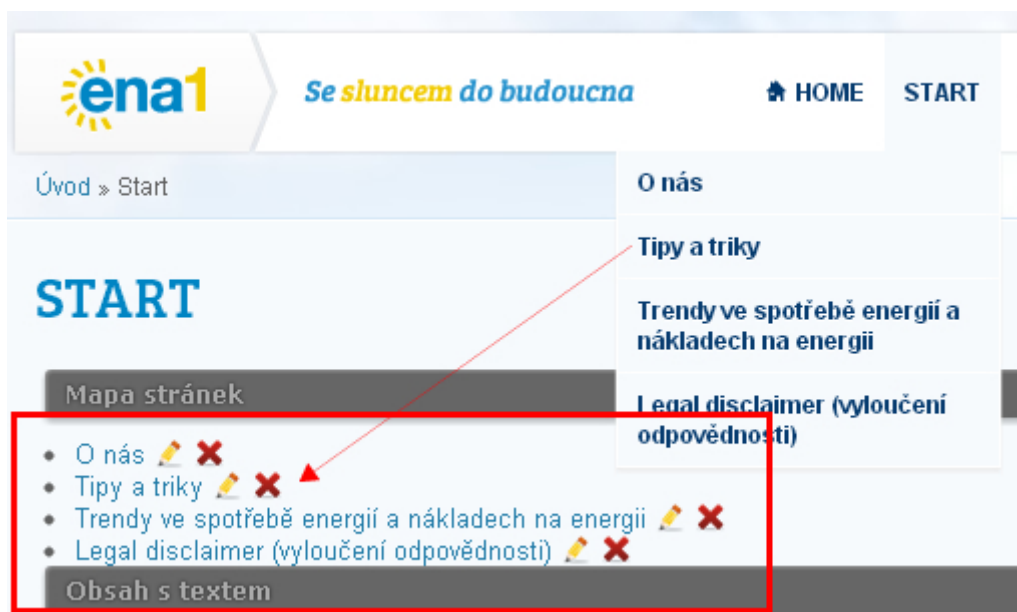 ena1
Se sluncem do budoucna
HOME
START
Úvod » Start
O nás
Tipy a triky
Trendy ve spotřebě energií a
nákladech na energii
Legal disclaimer (vyloučení
odpovědnosti)
START
Mapa stránek
O nás
Tipy a triky
Trendy ve spotřebě energií a nákladech na energii
Legal disclaimer (vyloučení odpovědnosti)
Obsah s textem